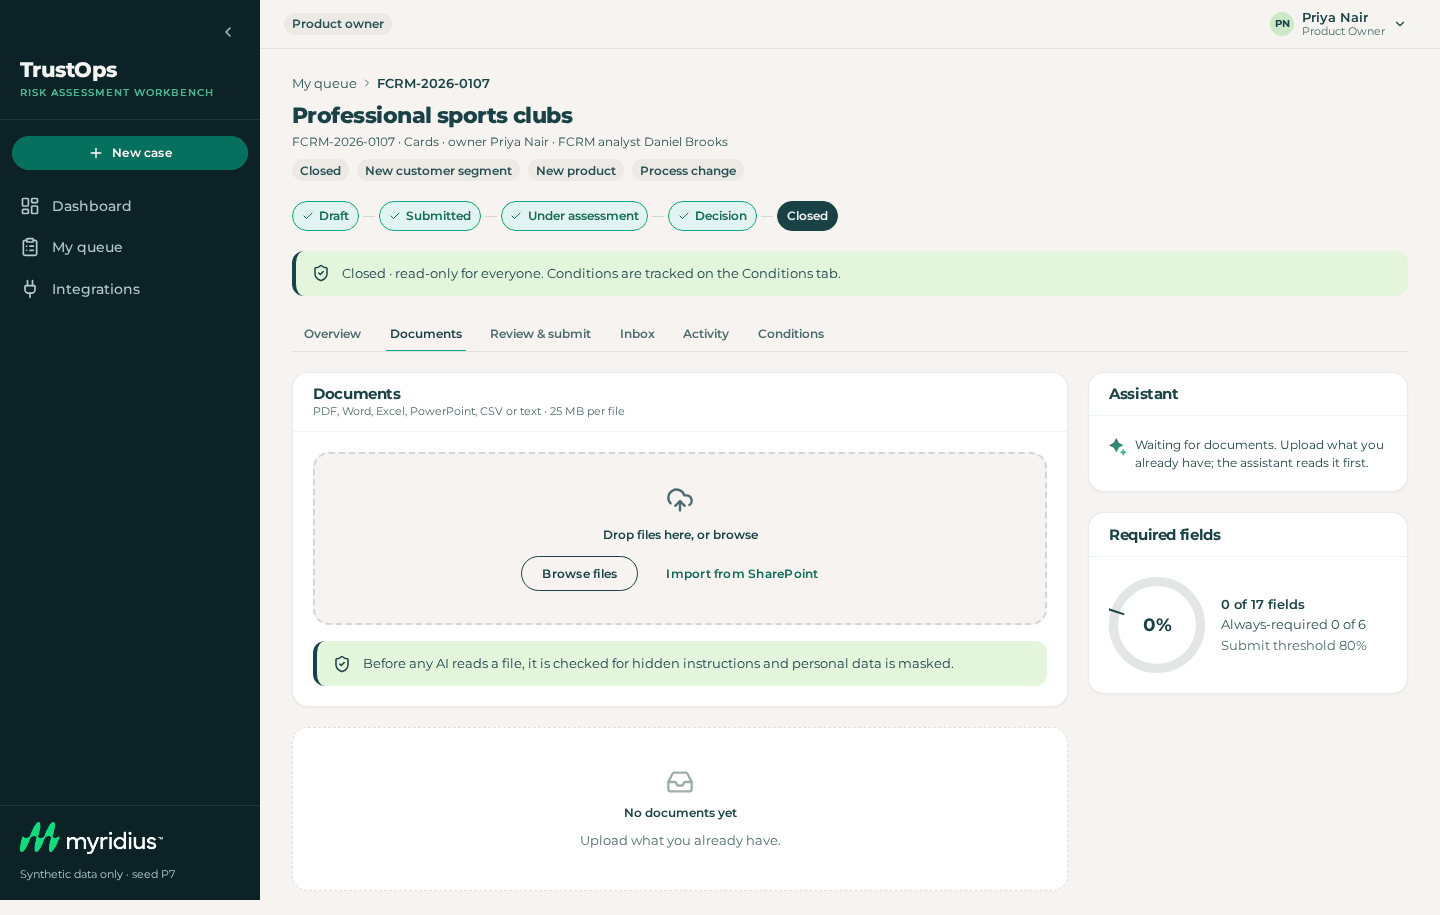 TrustOps
RISK ASSESSMENT WORKBENCH
New case
Dashboard
My queue
Integrations
myridius™
Synthetic data only · seed P7
Product owner
PN
Priya Nair
Product Owner
My queue
FCRM-2026-0107
Professional sports clubs
FCRM-2026-0107 · Cards · owner Priya Nair · FCRM analyst Daniel Brooks
Closed
New customer segment
New product
Process change
Draft
Submitted
Under assessment
Decision
Closed
Closed · read-only for everyone. Conditions are tracked on the Conditions tab.
Overview
Documents
Review & submit
Inbox
Activity
Conditions
Documents
PDF, Word, Excel, PowerPoint, CSV or text · 25 MB per file
Drop files here, or browse
Browse files
Import from SharePoint
Before any AI reads a file, it is checked for hidden instructions and personal data is masked.
No documents yet
Upload what you already have.
Assistant
Waiting for documents. Upload what you
already have; the assistant reads it first.
Required fields
0%
0 of 17 fields
Always-required 0 of 6
Submit threshold 80%